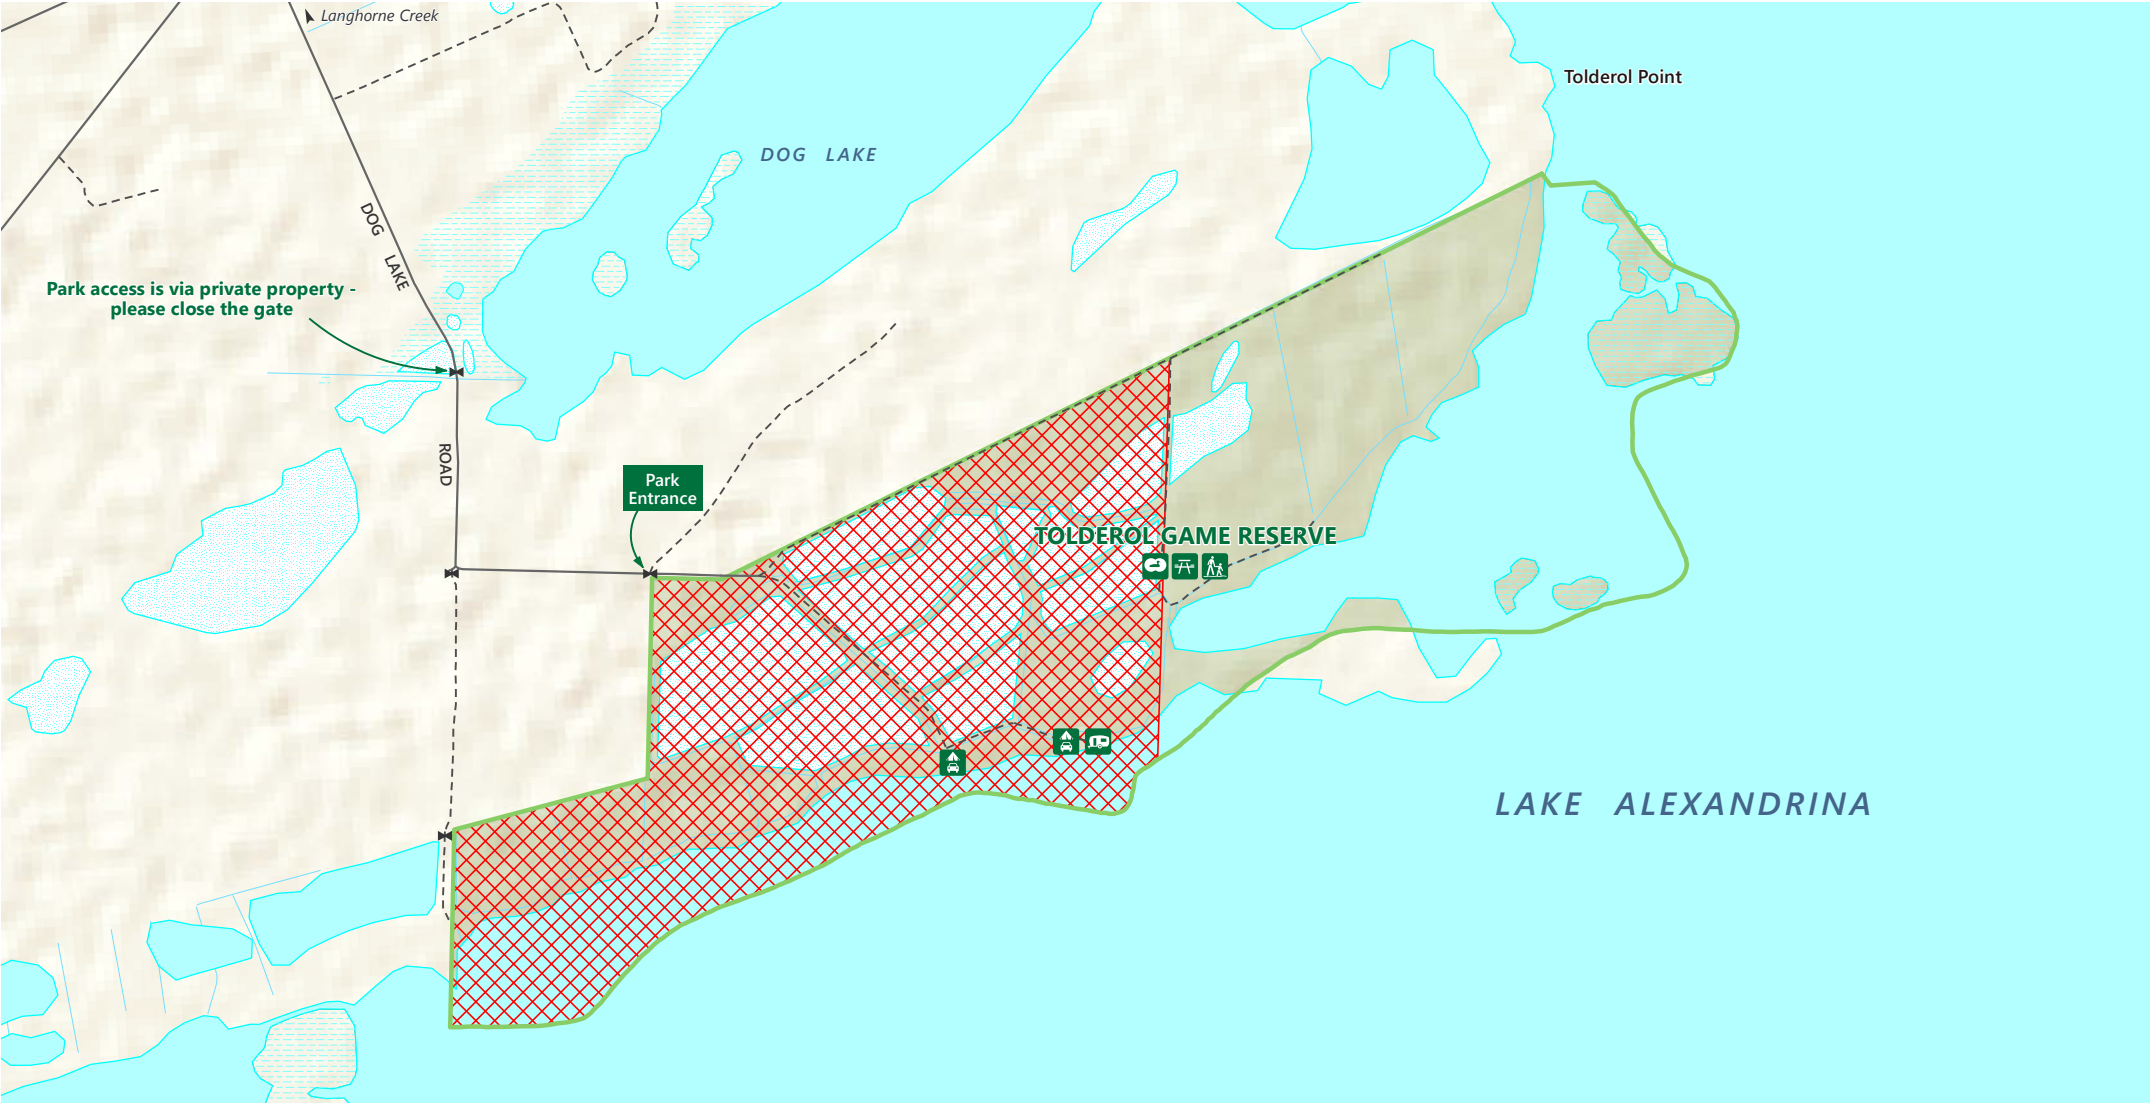 Langhorne Creek
Tolderol Point
DOG LAKE
DOG LAKE ROAD
Park access is via private property -
please close the gate
Park
Entrance
TOLDEROL GAME RESERVE
LAKE ALEXANDRINA